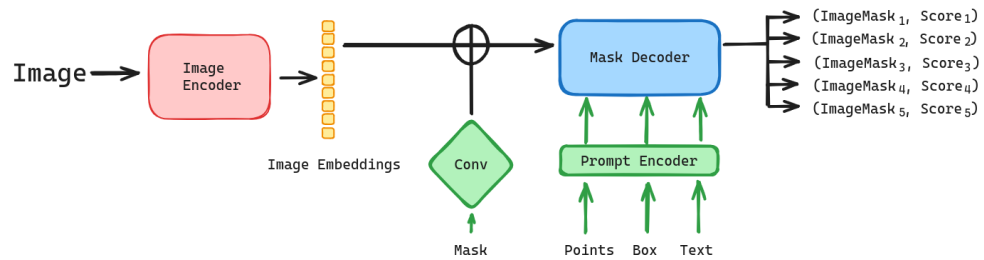 Image
Image
Encoder
Image Embeddings
Conv
Mask
Mask Decoder
Prompt Encoder
Points Box Text
(ImageMask₁, Score₁)
(ImageMask₂, Score₂)
(ImageMask₃, Score₃)
(ImageMask₄, Score₄)
(ImageMask₅, Score₅)